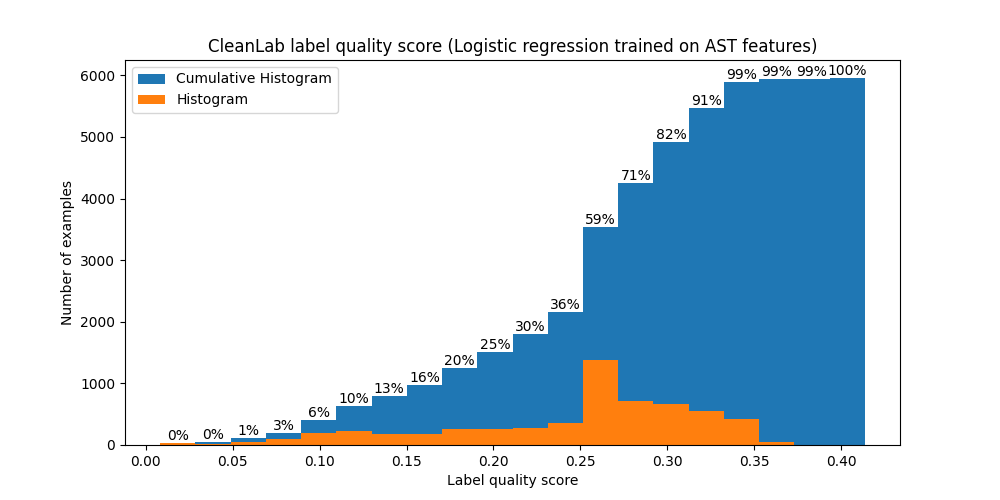 CleanLab label quality score (Logistic regression trained on AST features)
Cumulative Histogram
Histogram
Number of examples
6000
5000
4000
3000
2000
1000
0
0% 0% 1% 3% 6% 10% 13% 16% 20% 25% 30% 36% 59% 71% 82% 91% 99% 99% 99% 100%
0.00 0.05 0.10 0.15 0.20 0.25 0.30 0.35 0.40
Label quality score